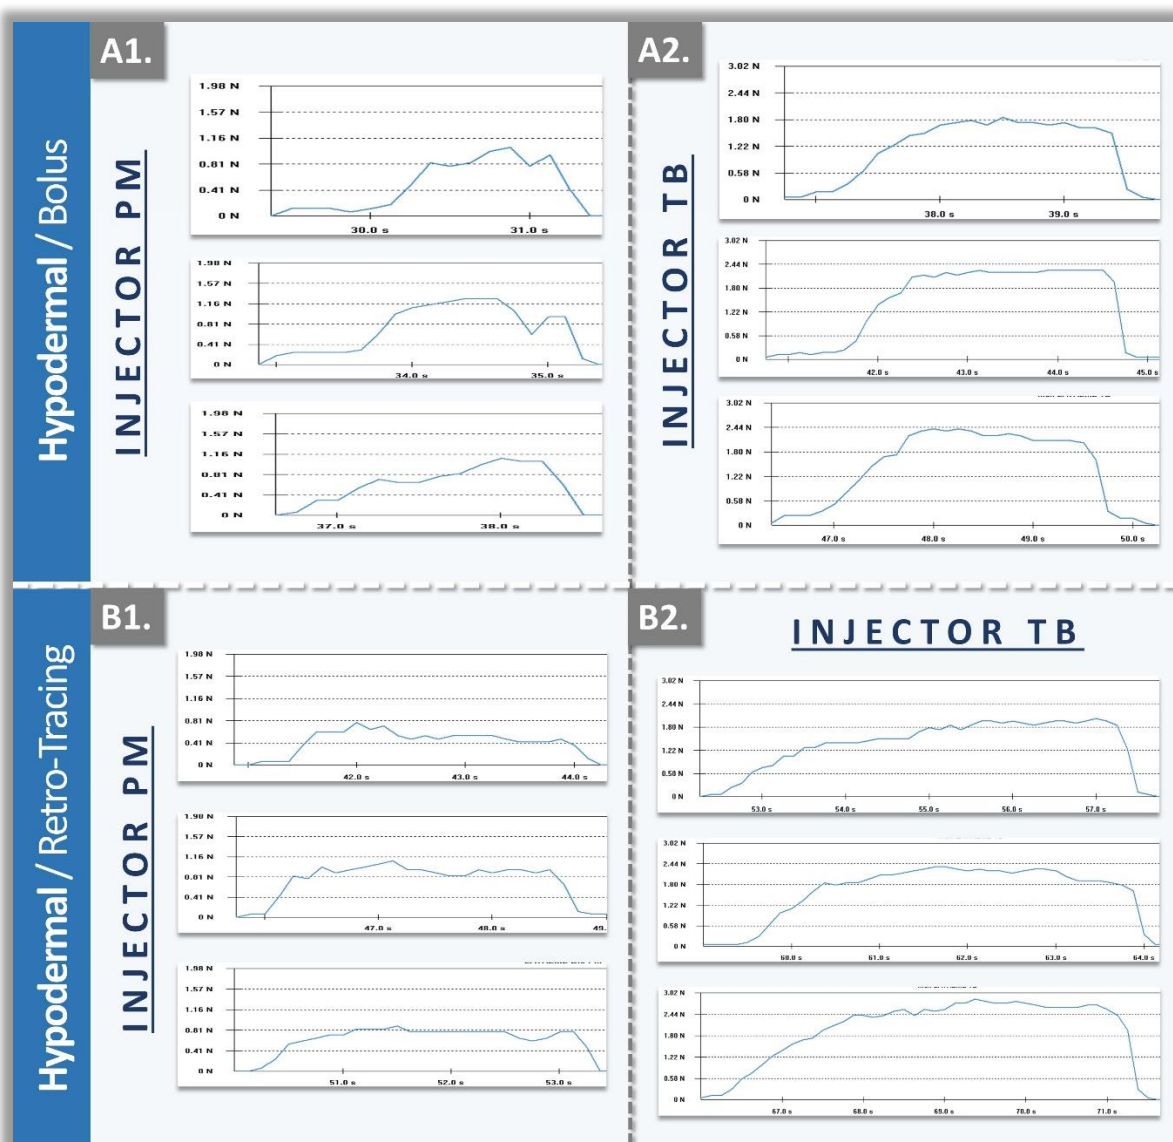 Hypodermal / Bolus
A1.
INJECTOR PM
1.98 N
1.57 N
1.16 N
0.81 N
0.41 N
0 N
30.0 s
31.0 s
1.98 N
1.57 N
1.16 N
0.81 N
0.41 N
0 N
34.0 s
35.0 s
1.98 N
1.57 N
1.16 N
0.81 N
0.41 N
0 N
37.0 s
38.0 s
A2.
INJECTOR TB
3.02 N
2.44 N
1.80 N
1.22 N
0.58 N
0 N
38.0 s
39.0 s
3.02 N
2.44 N
1.80 N
1.22 N
0.58 N
0 N
42.0 s
43.0 s
44.0 s
45.0 s
3.02 N
2.44 N
1.80 N
1.22 N
0.58 N
0 N
47.0 s
48.0 s
49.0 s
50.0 s
Hypodermal / Retro-Tracing
B1.
INJECTOR PM
1.98 N
1.57 N
1.16 N
0.81 N
0.41 N
0 N
42.0 s
43.0 s
44.0 s
1.98 N
1.57 N
1.16 N
0.81 N
0.41 N
0 N
47.0 s
48.0 s
49.
1.98 N
1.57 N
1.16 N
0.81 N
0.41 N
0 N
51.0 s
52.0 s
53.0 s
B2.
INJECTOR TB
3.02 N
2.44 N
1.80 N
1.22 N
0.58 N
0 N
53.0 s
54.0 s
55.0 s
56.0 s
57.0 s
3.02 N
2.44 N
1.80 N
1.22 N
0.58 N
0 N
60.0 s
61.0 s
62.0 s
63.0 s
64.0 s
3.02 N
2.44 N
1.80 N
1.22 N
0.58 N
0 N
67.0 s
68.0 s
69.0 s
70.0 s
71.0 s